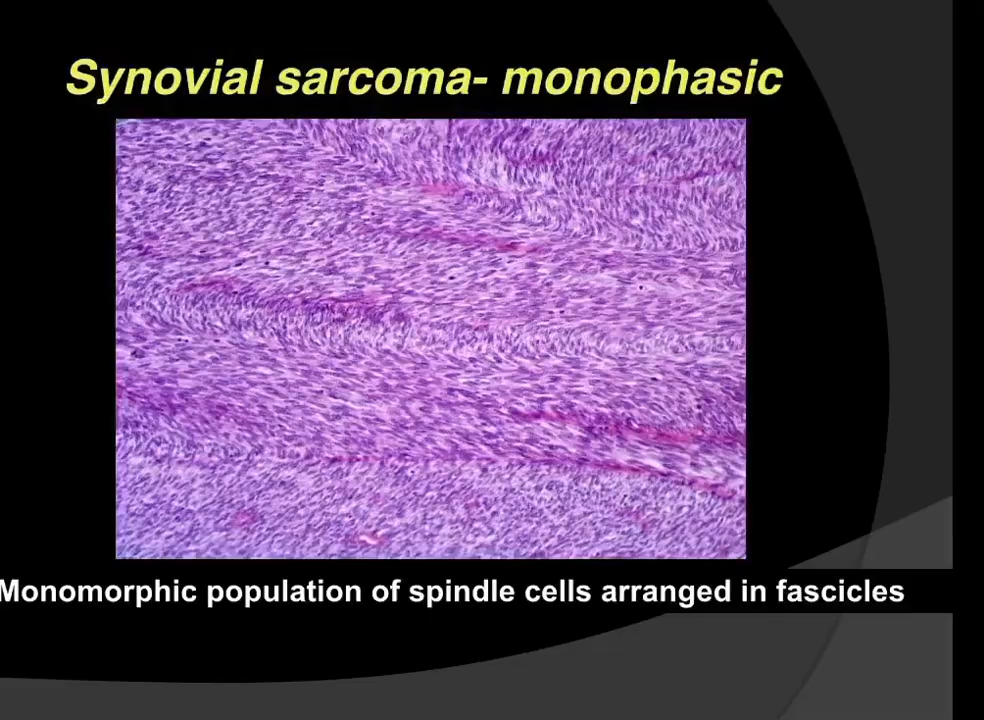 Synovial sarcoma- monophasic
Monomorphic population of spindle cells arranged in fascicles